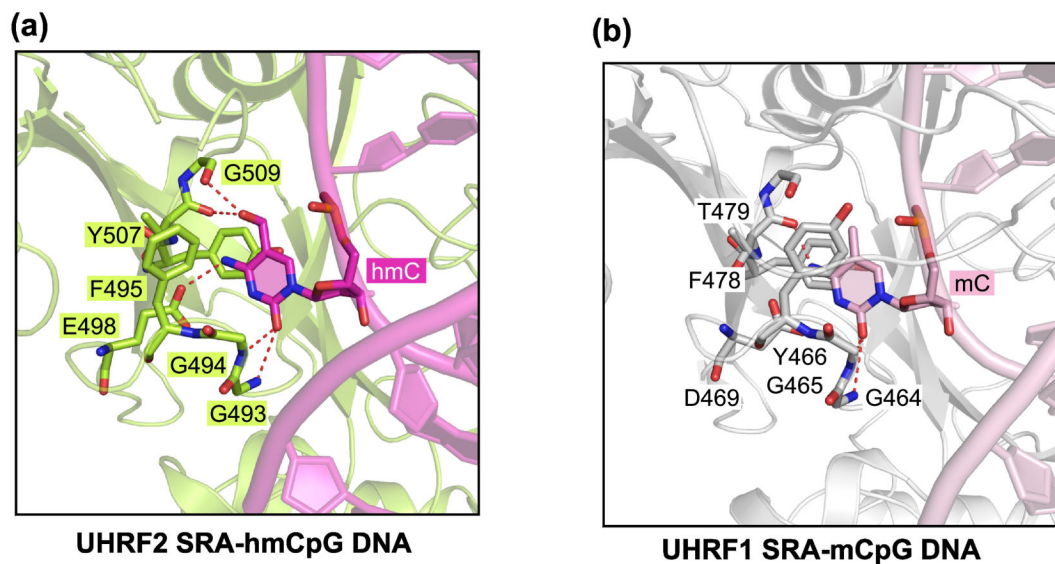 (a)
G509
Y507
hmC
F495
E498
G494
G493
UHRF2 SRA-hmCpG DNA
(b)
T479
F478
mC
Y466
D469
G465
G464
UHRF1 SRA-mCpG DNA